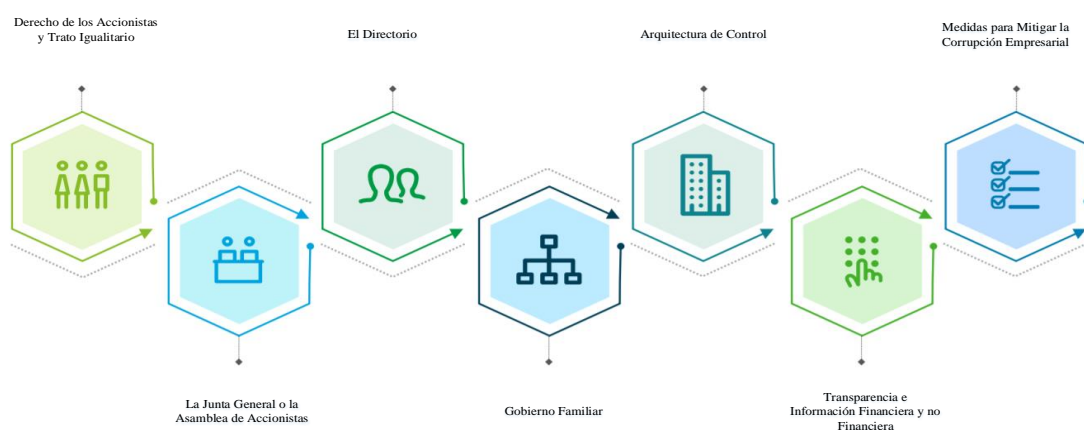 Derecho de los Accionistas
y Trato Igualitario
El Directorio
Arquitectura de Control
Medidas para Mitigar la
Corrupción Empresarial
La Junta General o la
Asamblea de Accionistas
Gobierno Familiar
Transparencia e
Información Financiera y no
Financiera